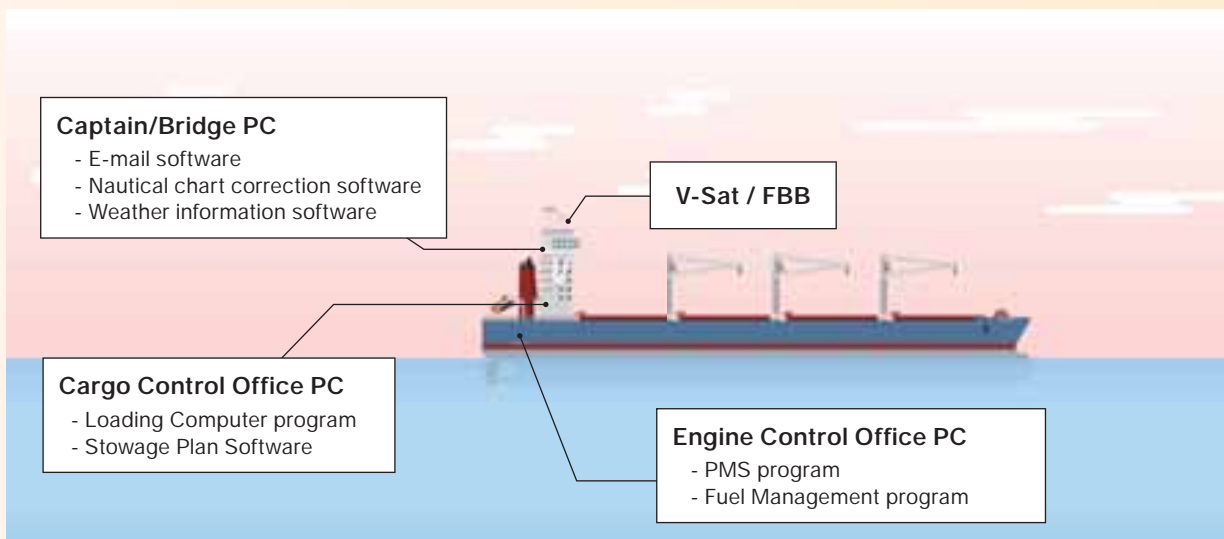 Captain/Bridge PC
- E-mail software
- Nautical chart correction software
- Weather information software
V-Sat / FBB
Cargo Control Office PC
- Loading Computer program
- Stowage Plan Software
Engine Control Office PC
- PMS program
- Fuel Management program